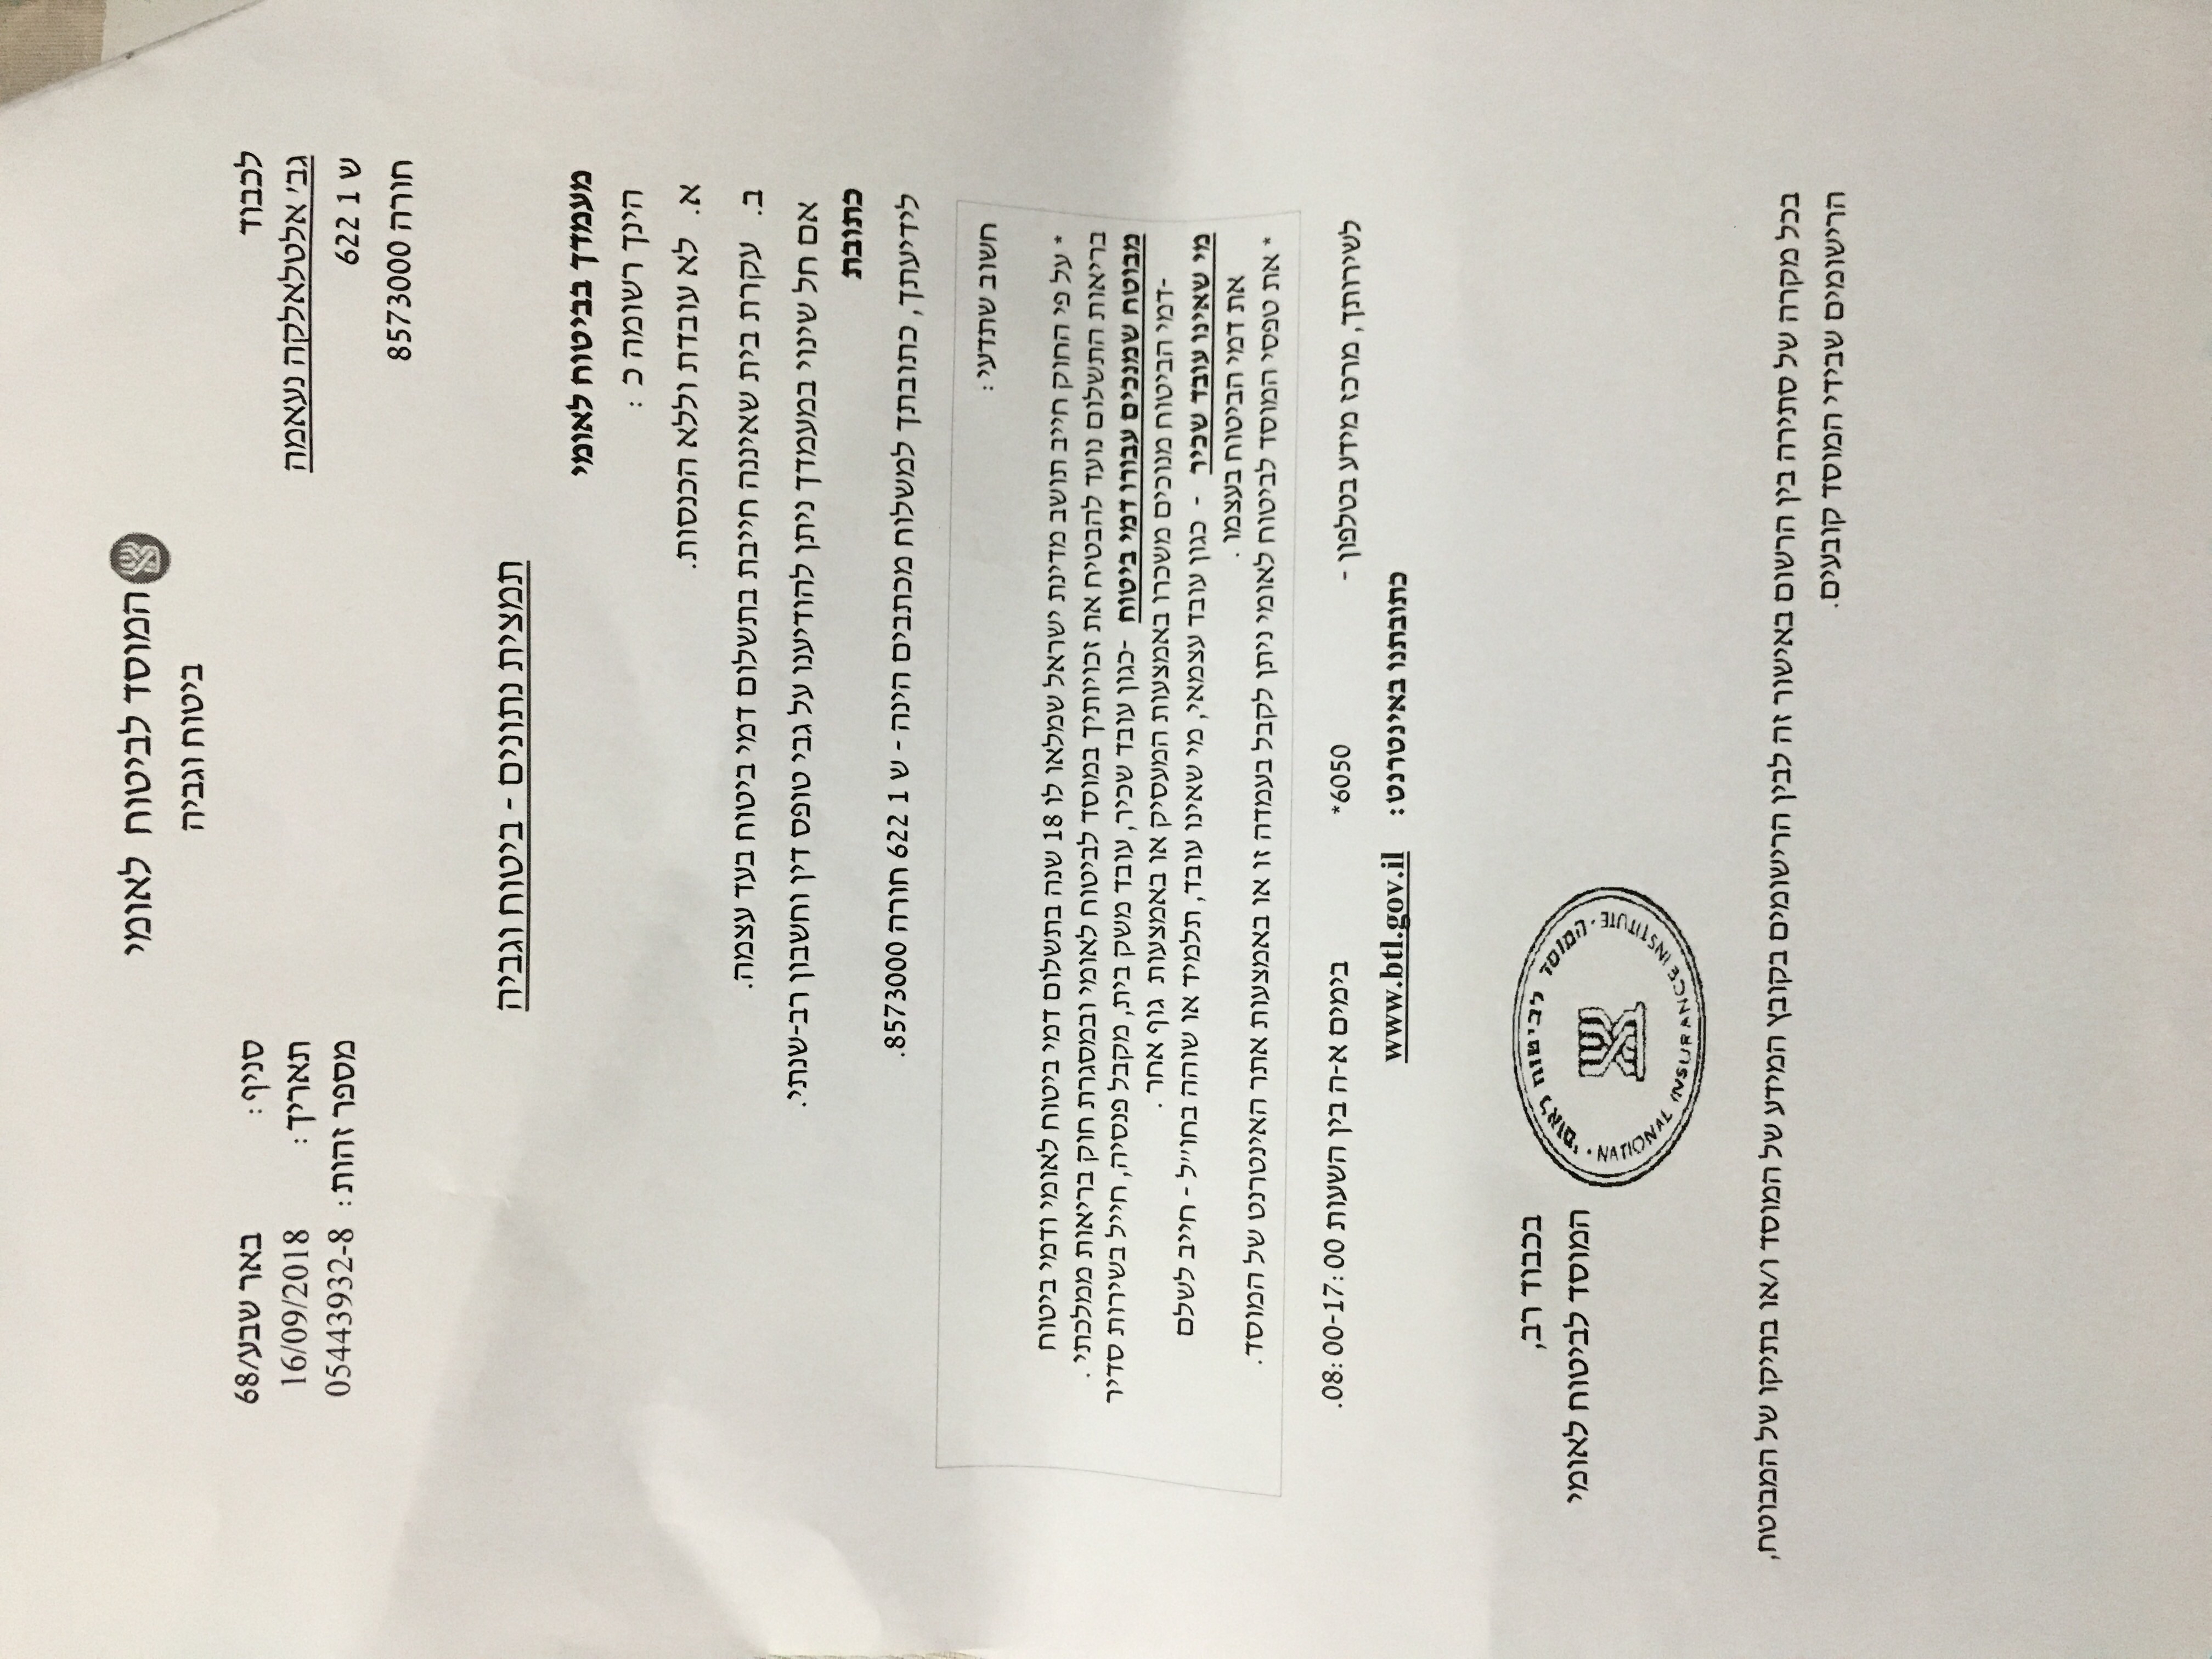 המוסד לביטוח לאומי
ביטוח וגביה
לכבוד
גב' אלטלאלקה נעאמה
ש 1 622
חורה 8573000
סניף: באר שבע/68
תאריך: 16/09/2018
מספר זהות: 05443932-8
תמצית נתונים - ביטוח וגביה
מעמדך בביטוח לאומי
הינך רשומה כ :
א. לא עובדת וללא הכנסות.
ב. עקרת בית שאיננה חייבת בתשלום דמי ביטוח בעד עצמה.
אם חל שינוי במעמדך ניתן להודיענו על גבי טופס דין וחשבון רב-שנתי.
כתובת
לידיעתך, כתובתך למשלוח מכתבים הינה - ש 1 622 חורה 8573000.
חשוב שתדעי:
* על פי החוק חייב תושב מדינת ישראל שמלאו לו 18 שנה בתשלום דמי ביטוח לאומי ודמי ביטוח
בריאות התשלום נועד להבטיח את זכויותיך במוסד לביטוח לאומי ובמסגרת חוק בריאות ממלכתי .
מבוטח שמנכים עבורו דמי ביטוח -כגון עובד שכיר, עובד משק בית, מקבל פנסיה, חייל בשירות סדיר
-דמי הביטוח מנוכים משכרו באמצעות המעסיק או באמצעות גוף אחר .
מי שאינו עובד שכיר - כגון עובד עצמאי, מי שאינו עובד, תלמיד או שוהה בחו"ל - חייב לשלם
את דמי הביטוח בעצמו .
* את טפסי המוסד לביטוח לאומי ניתן לקבל בעמדה זו או באמצעות אתר האינטרנט של המוסד.
לשירותך, מרכז מידע בטלפון - 6050* בימים א-ה בין השעות 08:00-17:00.
כתובתנו באינטרנט: www.btl.gov.il
בכבוד רב,
המוסד לביטוח לאומי
המוסד לביטוח לאומי
NATIONAL INSURANCE INSTITUTE
בכל מקרה של סתירה בין הרשום באישור זה לבין הרישומים בקובץ המידע של המוסד ו/או בתיקו של המבוטח,
הרישומים שבידי המוסד קובעים.